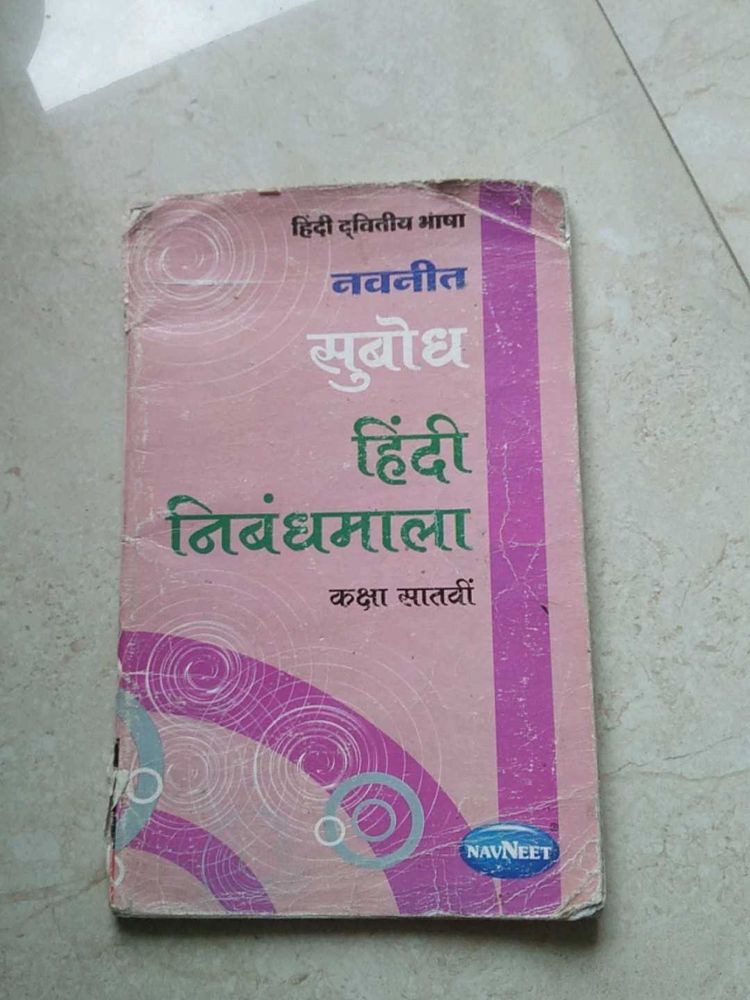 हिंदी द्वितीय भाषा
नवनीत
सुबोध
हिंदी
निबंधमाला
कक्षा सातवीं
NAVNEET